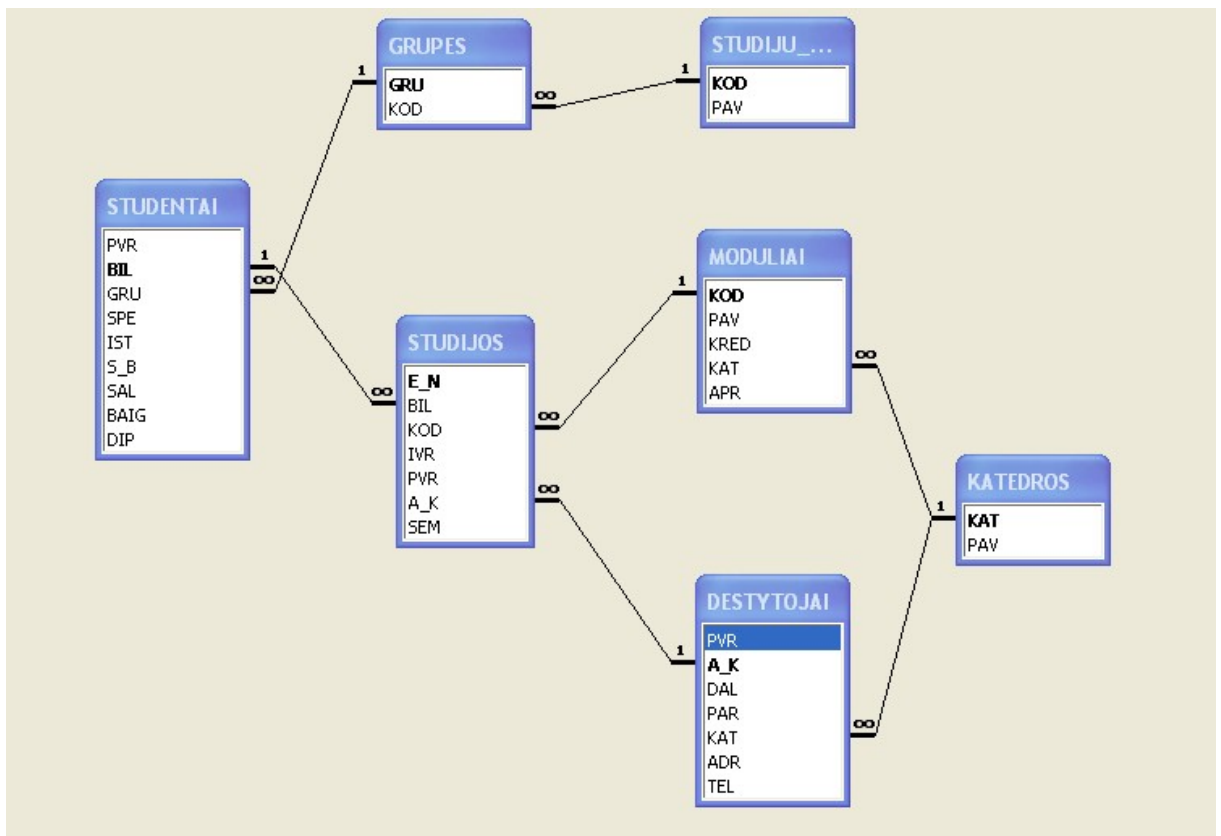 GRUPES
GRU
KOD
STUDIJU_...
KOD
PAV
1
∞
1
STUDENTAI
PVR
BIL
GRU
SPE
IST
S_B
SAL
BAIG
DIP
1
∞
STUDIJOS
E_N
BIL
KOD
IVR
PVR
A_K
SEM
∞
∞
∞
MODULIAI
KOD
PAV
KRED
KAT
APR
1
∞
KATEDROS
KAT
PAV
1
DESTYTOJAI
PVR
A_K
DAL
PAR
KAT
ADR
TEL
1
∞